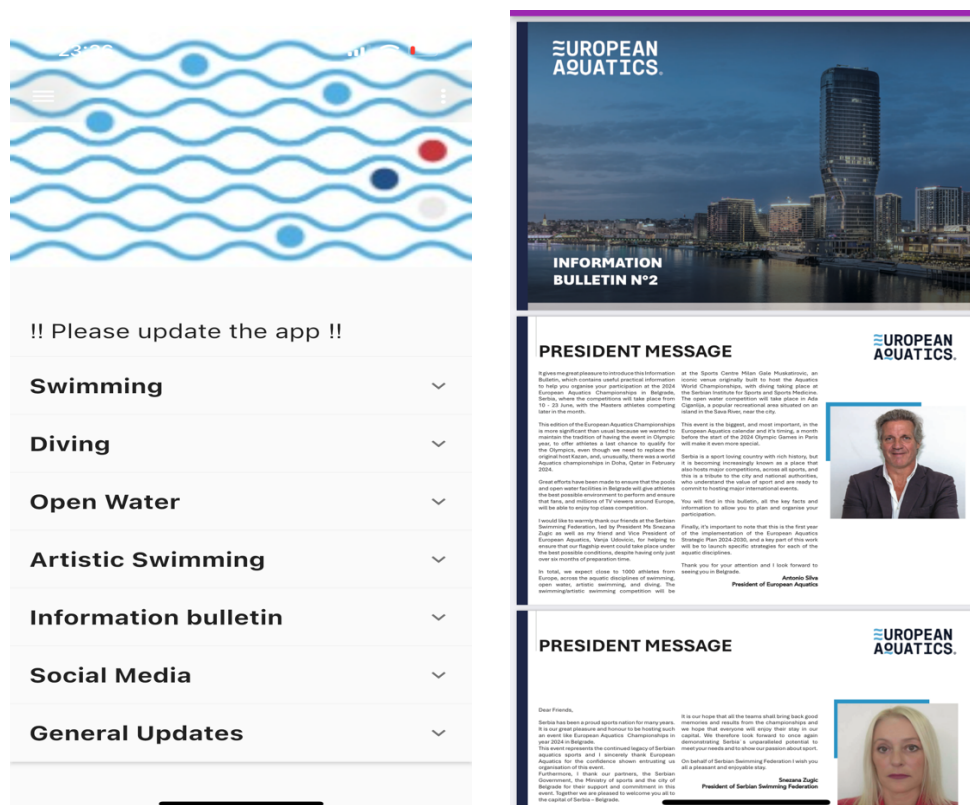 23:26
!! Please update the app !!
Swimming
Diving
Open Water
Artistic Swimming
Information bulletin
Social Media
General Updates
EUROPEAN
AQUATICS.
INFORMATION
BULLETIN Nº2
PRESIDENT MESSAGE
EUROPEAN
AQUATICS.
It gives me great pleasure to introduce this Information
Bulletin, which contains useful practical information
to help you organise your participation at the 2024
European Aquatics Championships in Belgrade,
Serbia, where the competitions will take place from
10 - 23 June, with the Masters athletes competing
later in the month.
This edition of the European Aquatics Championships
is more significant than usual because we wanted to
maintain the tradition of having the event in Olympic
year, to offer athletes a last chance to qualify for
the Olympics, even though we need to replace the
original host Kazan, and, unusually, there was a world
Aquatics championships in Doha, Qatar in February
2024.
Great efforts have been made to ensure that the pools
and open water facilities in Belgrade will give athletes
the best possible environment to perform and ensure
that fans, and millions of TV viewers around Europe,
will be able to enjoy top class competition.
I would like to warmly thank our friends at the Serbian
Swimming Federation, led by President Ms Snezana
Zugic as well as my friend and Vice President of
European Aquatics, Vanja Udovicic, for helping to
ensure that our flagship event could take place under
the best possible conditions, despite having only just
over six months of preparation time.
In total, we expect close to 1000 athletes from
Europe, across the aquatic disciplines of swimming,
open water, artistic swimming, and diving. The
swimming/artistic swimming competition will be
at the Sports Centre Milan Gale Muskatirovic, an
iconic venue originally built to host the Aquatics
World Championships, with diving taking place at
the Serbian Institute for Sports and Sports Medicine.
The open water competition will take place in Ada
Ciganlija, a popular recreational area situated on an
island in the Sava River, near the city.
This event is the biggest, and most important, in the
European Aquatics calendar and it's timing, a month
before the start of the 2024 Olympic Games in Paris
will make it even more special.
Serbia is a sport loving country with rich history, but
it is becoming increasingly known as a place that
also hosts major competitions, across all sports, and
this is a tribute to the city and national authorities,
who understand the value of sport and are ready to
commit to hosting major international events.
You will find in this bulletin, all the key facts and
information to allow you to plan and organise your
participation.
Finally, it's important to note that this is the first year
of the implementation of the European Aquatics
Strategic Plan 2024-2030, and a key part of this work
will be to launch specific strategies for each of the
aquatic disciplines.
Thank you for your attention and I look forward to
seeing you in Belgrade.
Antonio Silva
President of European Aquatics
PRESIDENT MESSAGE
EUROPEAN
AQUATICS.
Dear Friends,
Serbia has been a proud sports nation for many years.
It is our great pleasure and honour to be hosting such
an event like European Aquatics Championships in
year 2024 in Belgrade.
This event represents the continued legacy of Serbian
aquatics sports and I sincerely thank European
Aquatics for the confidence shown entrusting us
organisation of this event.
Furthermore, I thank our partners, the Serbian
Government, the Ministry of sports and the city of
Belgrade for their support and commitment in this
event. Together we are pleased to welcome you all to
the capital of Serbia – Belgrade.
It is our hope that all the teams shall bring back good
memories and results from the championships and
we hope that everyone will enjoy their stay in our
capital. We therefore look forward to once again
demonstrating Serbia's unparalleled potential to
meet your needs and to show our passion about sport.
On behalf of Serbian Swimming Federation I wish you
all a pleasant and enjoyable stay.
Snezana Zugic
President of Serbian Swimming Federation